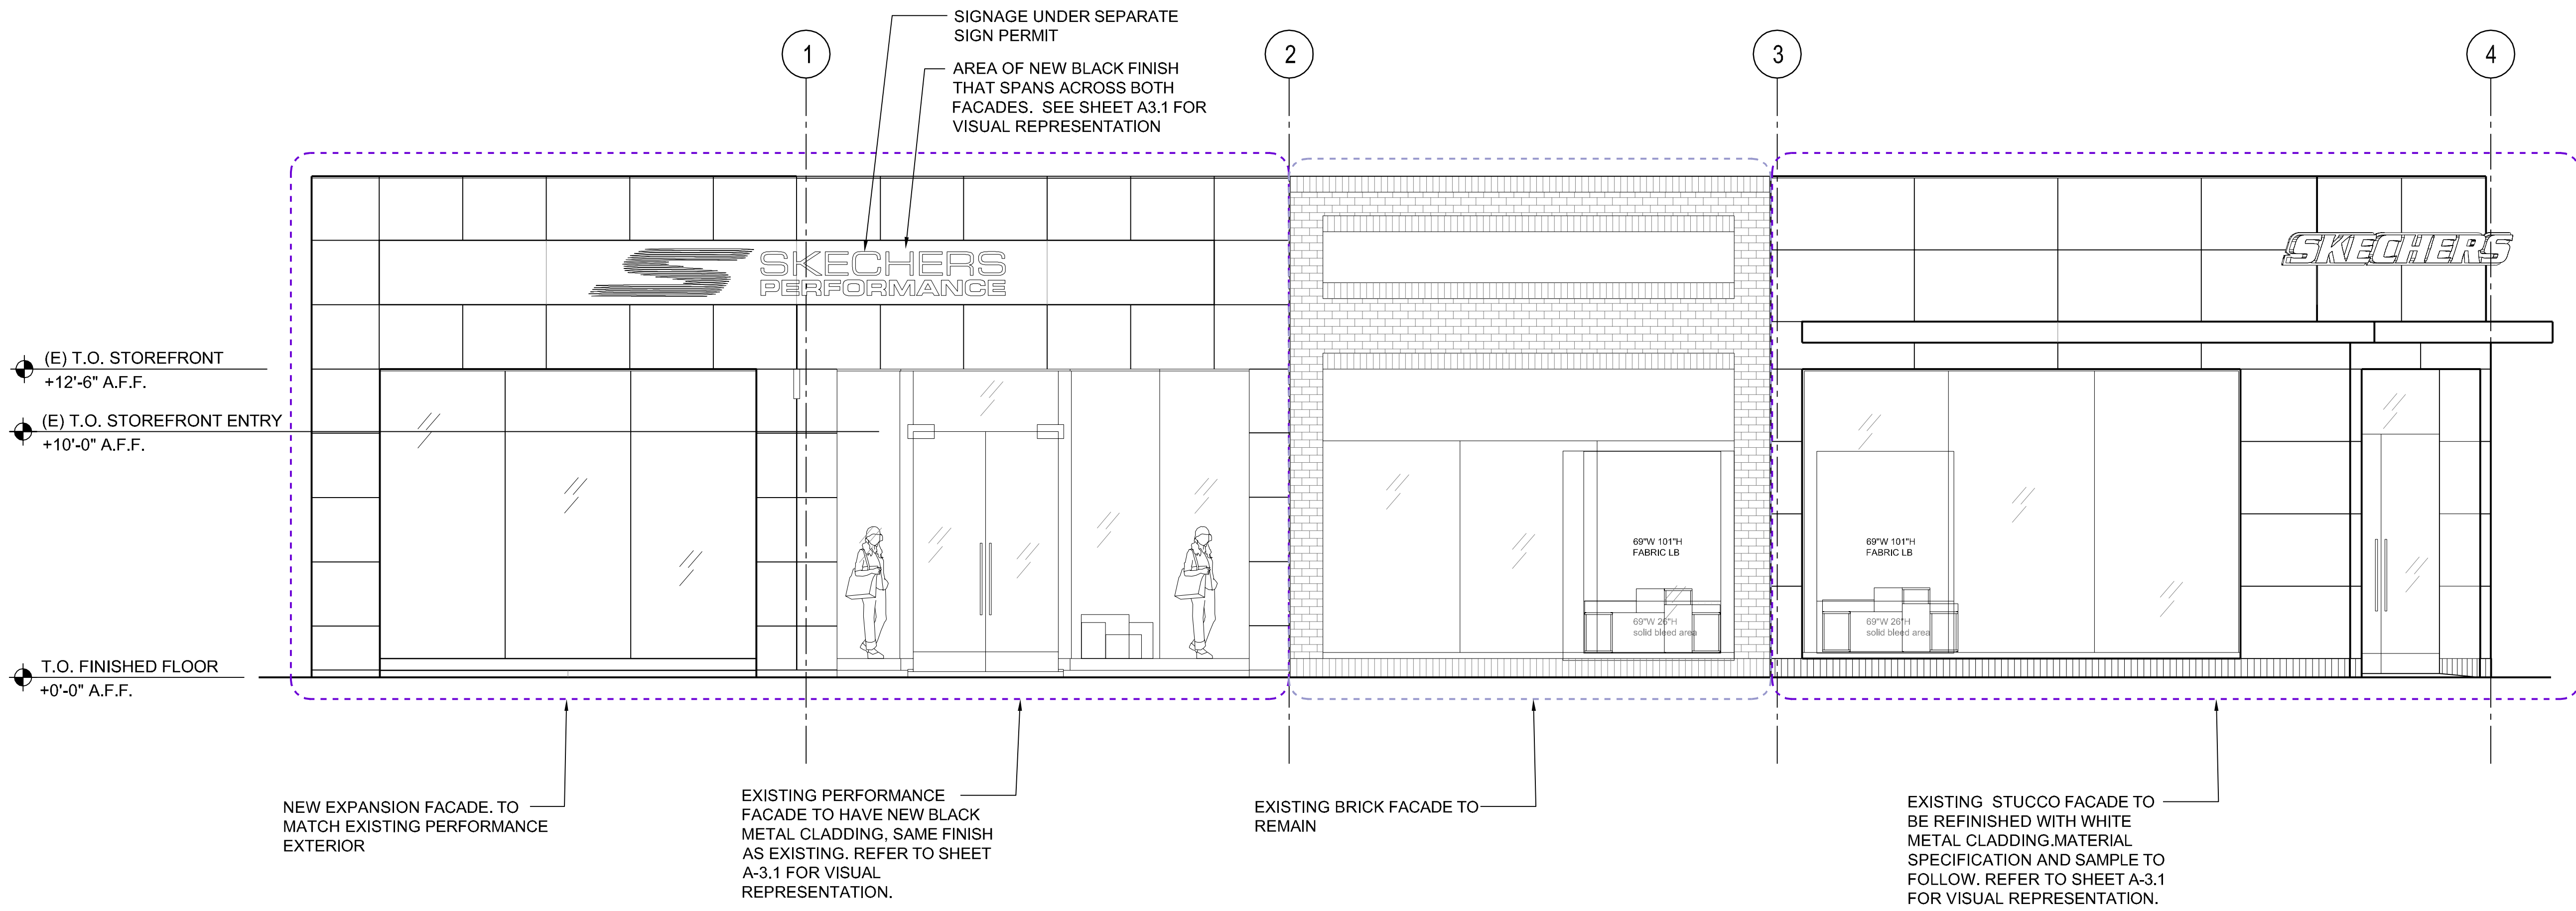 SIGNAGE UNDER SEPARATE
SIGN PERMIT
AREA OF NEW BLACK FINISH
THAT SPANS ACROSS BOTH
FACADES. SEE SHEET A3.1 FOR
VISUAL REPRESENTATION
1
2
3
4
SKECHERS
PERFORMANCE
SKECHERS
(E) T.O. STOREFRONT
+12'-6" A.F.F.
(E) T.O. STOREFRONT ENTRY
+10'-0" A.F.F.
69"W 101"H
FABRIC LB
69"W 26"H
solid bleed area
69"W 101"H
FABRIC LB
69"W 26"H
solid bleed area
T.O. FINISHED FLOOR
+0'-0" A.F.F.
NEW EXPANSION FACADE. TO
MATCH EXISTING PERFORMANCE
EXTERIOR
EXISTING PERFORMANCE
FACADE TO HAVE NEW BLACK
METAL CLADDING, SAME FINISH
AS EXISTING. REFER TO SHEET
A-3.1 FOR VISUAL
REPRESENTATION.
EXISTING BRICK FACADE TO
REMAIN
EXISTING STUCCO FACADE TO
BE REFINISHED WITH WHITE
METAL CLADDING.MATERIAL
SPECIFICATION AND SAMPLE TO
FOLLOW. REFER TO SHEET A-3.1
FOR VISUAL REPRESENTATION.